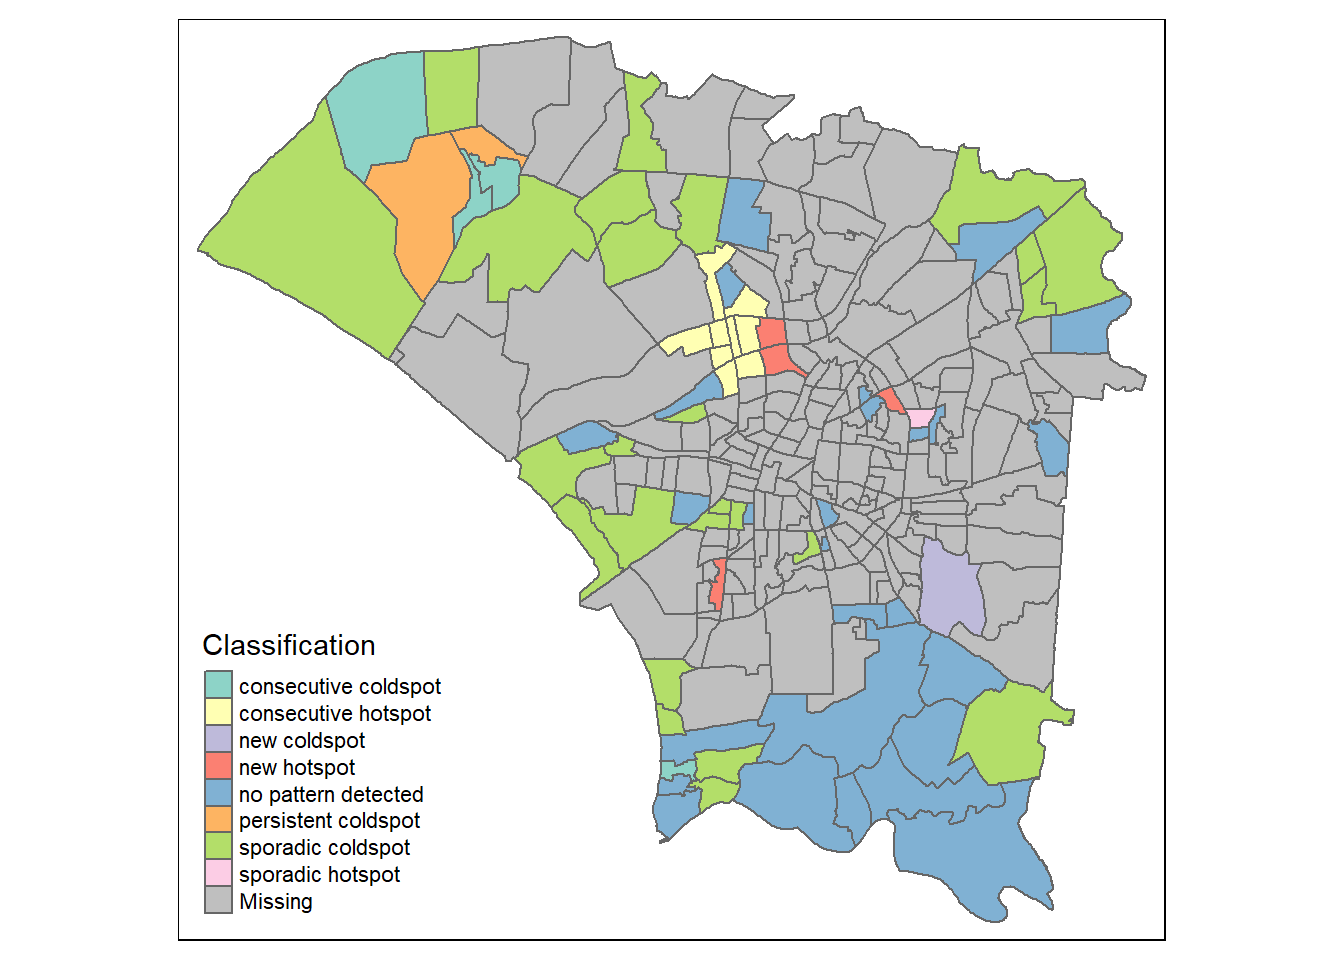 Classification
consecutive coldspot
consecutive hotspot
new coldspot
new hotspot
no pattern detected
persistent coldspot
sporadic coldspot
sporadic hotspot
Missing